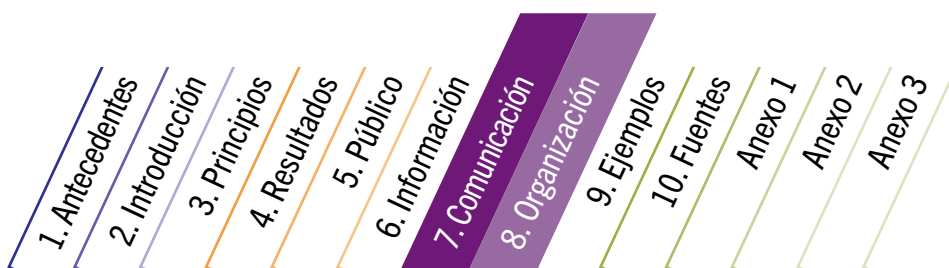 1. Antecedentes
2. Introducción
3. Principios
4. Resultados
5. Público
6. Información
7. Comunicación
8. Organización
9. Ejemplos
10. Fuentes
Anexo 1
Anexo 2
Anexo 3